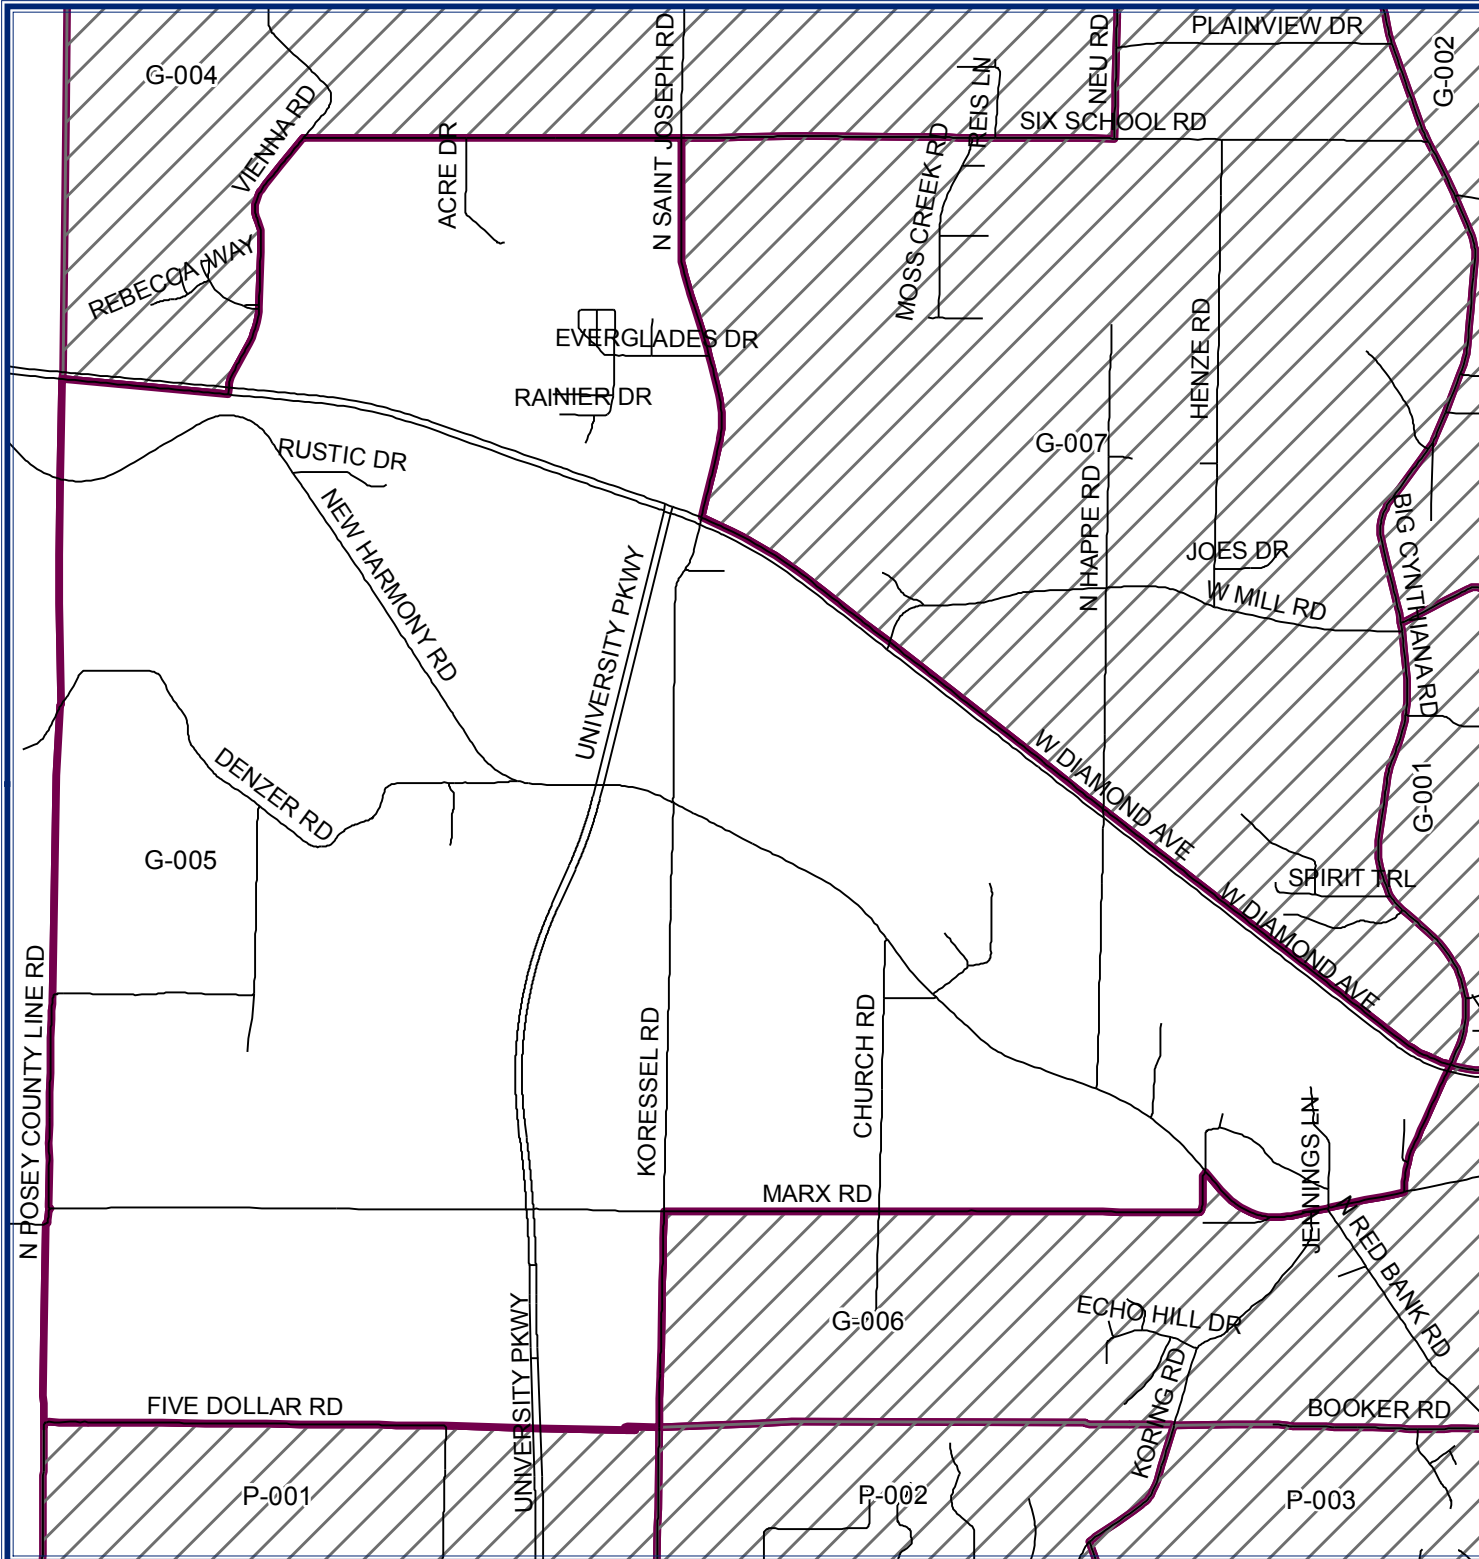 PLAINVIEW DR
G-004
G-002
NEU RD
N SAINT JOSEPH RD
REIS LN
SIX SCHOOL RD
VIENNA RD
ACRE DR
MOSS CREEK RD
REBECCA WAY
EVERGLADES DR
HENZE RD
RAINIER DR
RUSTIC DR
G-007
NEW HARMONY RD
N HAPPE RD
BIG CYNTHIANA RD
JOES DR
W MILL RD
UNIVERSITY PKWY
DENZER RD
W DIAMOND AVE
G-001
G-005
SPIRIT TRL
W DIAMOND AVE
N POSEY COUNTY LINE RD
KORESSEL RD
CHURCH RD
JENNINGS LN
MARX RD
N RED BANK RD
UNIVERSITY PKWY
G-006
ECHO HILL DR
KORING RD
FIVE DOLLAR RD
BOOKER RD
P-001
P-002
P-003